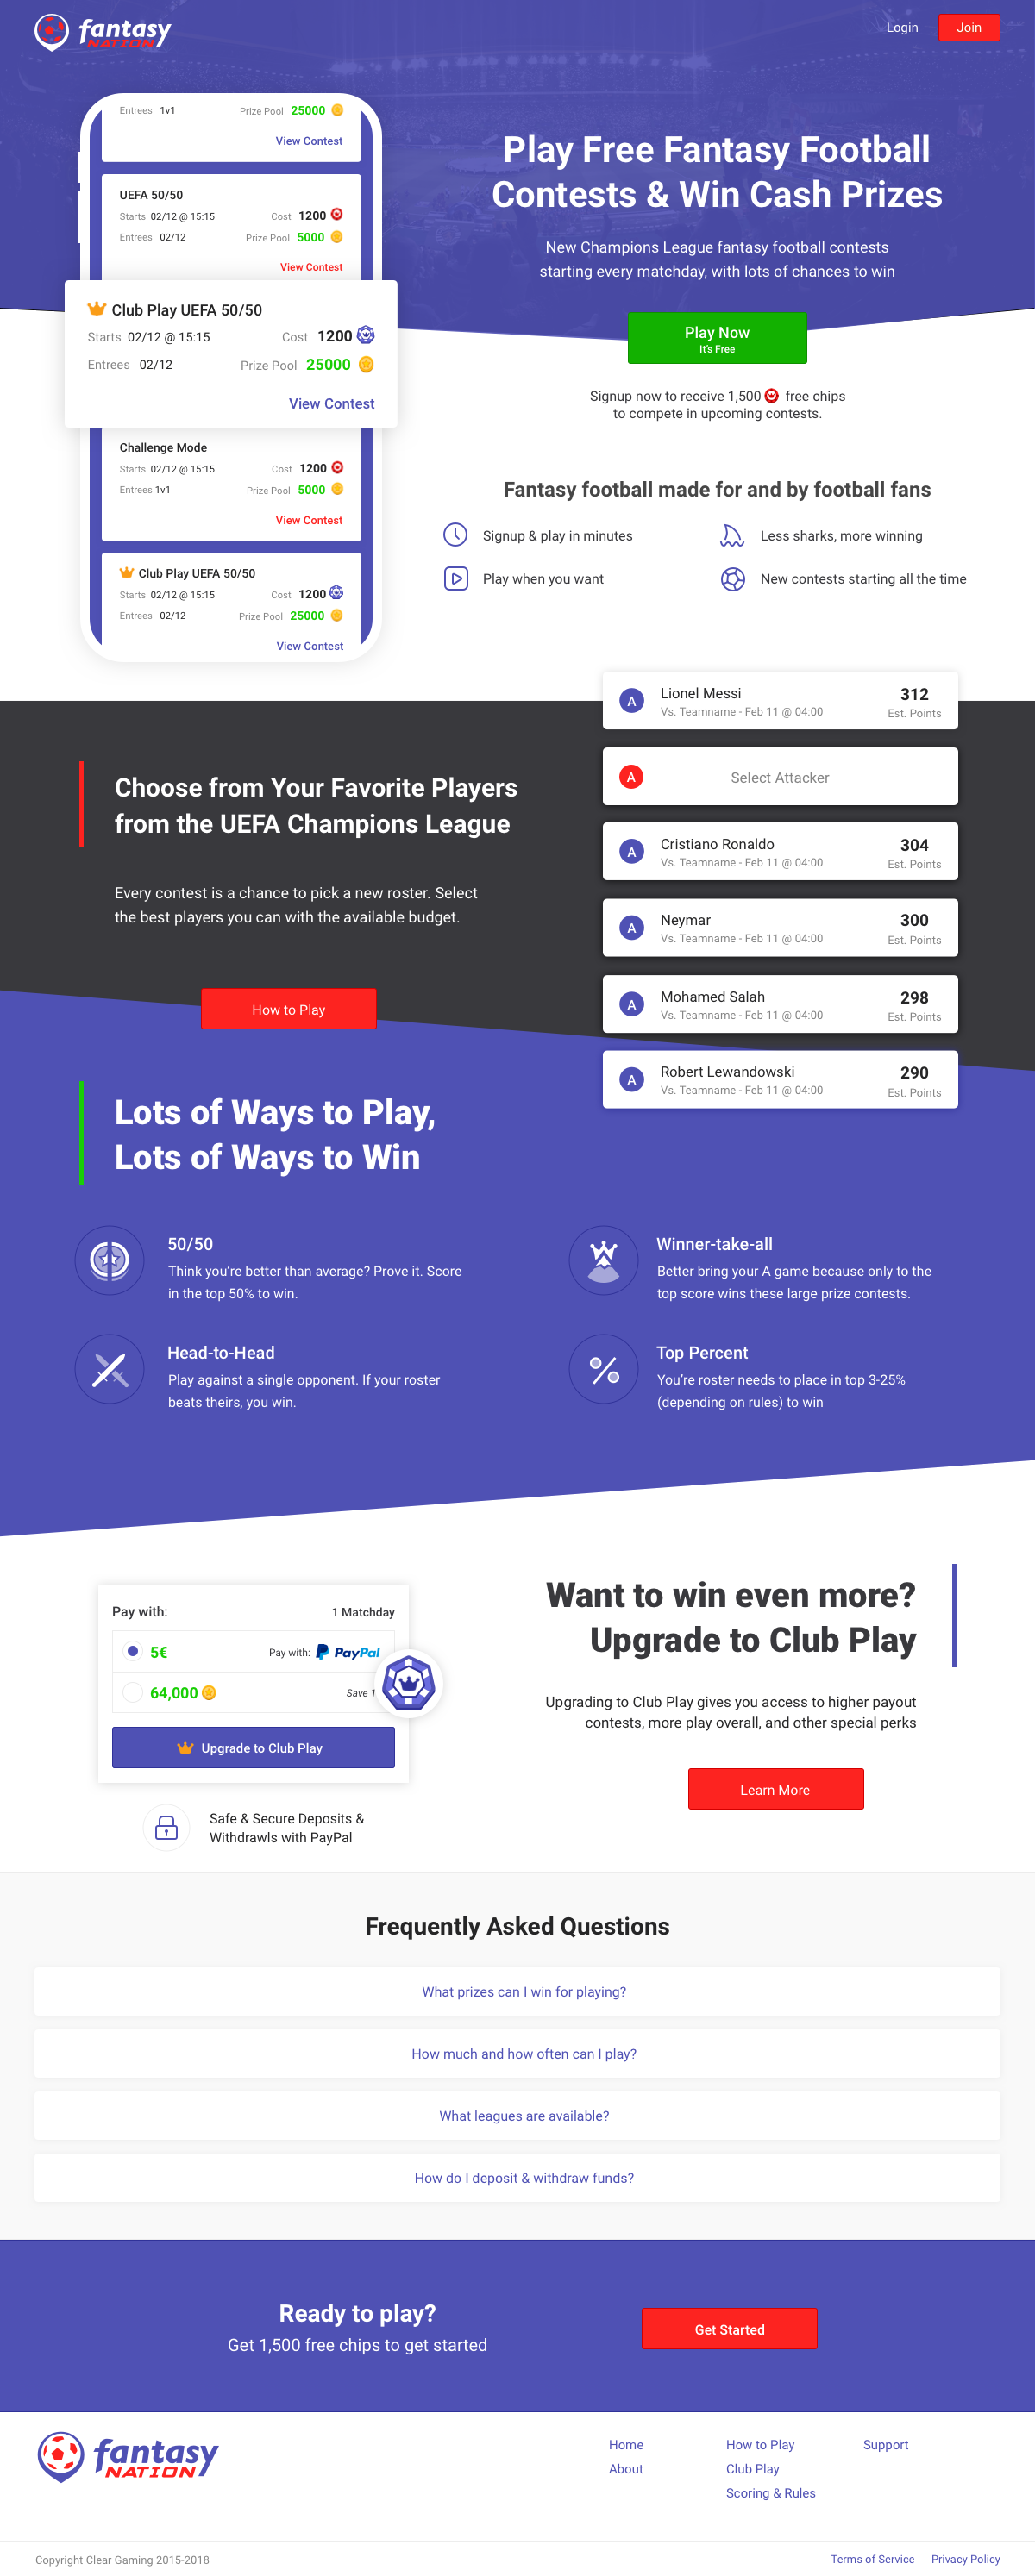 fantasy
NATION
Login
Join
Entrees 1v1
Prize Pool 25000
View Contest
UEFA 50/50
Starts 02/12 @ 15:15
Cost 1200
Entrees 02/12
Prize Pool 5000
View Contest
Club Play UEFA 50/50
Starts 02/12 @ 15:15
Cost 1200
Entrees 02/12
Prize Pool 25000
View Contest
Challenge Mode
Starts 02/12 @ 15:15
Cost 1200
Entrees 1v1
Prize Pool 5000
View Contest
Club Play UEFA 50/50
Starts 02/12 @ 15:15
Cost 1200
Entrees 02/12
Prize Pool 25000
View Contest
Play Free Fantasy Football
Contests & Win Cash Prizes
New Champions League fantasy football contests
starting every matchday, with lots of chances to win
Play Now
It's Free
Signup now to receive 1,500 free chips
to compete in upcoming contests.
Fantasy football made for and by football fans
Signup & play in minutes
Less sharks, more winning
Play when you want
New contests starting all the time
A
Lionel Messi
Vs. Teamname - Feb 11 @ 04:00
312
Est. Points
A
Select Attacker
A
Cristiano Ronaldo
Vs. Teamname - Feb 11 @ 04:00
304
Est. Points
A
Neymar
Vs. Teamname - Feb 11 @ 04:00
300
Est. Points
A
Mohamed Salah
Vs. Teamname - Feb 11 @ 04:00
298
Est. Points
A
Robert Lewandowski
Vs. Teamname - Feb 11 @ 04:00
290
Est. Points
Choose from Your Favorite Players
from the UEFA Champions League
Every contest is a chance to pick a new roster. Select
the best players you can with the available budget.
How to Play
Lots of Ways to Play,
Lots of Ways to Win
50/50
Think you're better than average? Prove it. Score
in the top 50% to win.
Winner-take-all
Better bring your A game because only to the
top score wins these large prize contests.
Head-to-Head
Play against a single opponent. If your roster
beats theirs, you win.
Top Percent
You're roster needs to place in top 3-25%
(depending on rules) to win
Pay with:
1 Matchday
5€
Pay with: PayPal
64,000
Save 1
Upgrade to Club Play
Safe & Secure Deposits &
Withdrawls with PayPal
Want to win even more?
Upgrade to Club Play
Upgrading to Club Play gives you access to higher payout
contests, more play overall, and other special perks
Learn More
Frequently Asked Questions
What prizes can I win for playing?
How much and how often can I play?
What leagues are available?
How do I deposit & withdraw funds?
Ready to play?
Get 1,500 free chips to get started
Get Started
fantasy
NATION
Home
About
How to Play
Club Play
Scoring & Rules
Support
Copyright Clear Gaming 2015-2018
Terms of Service
Privacy Policy